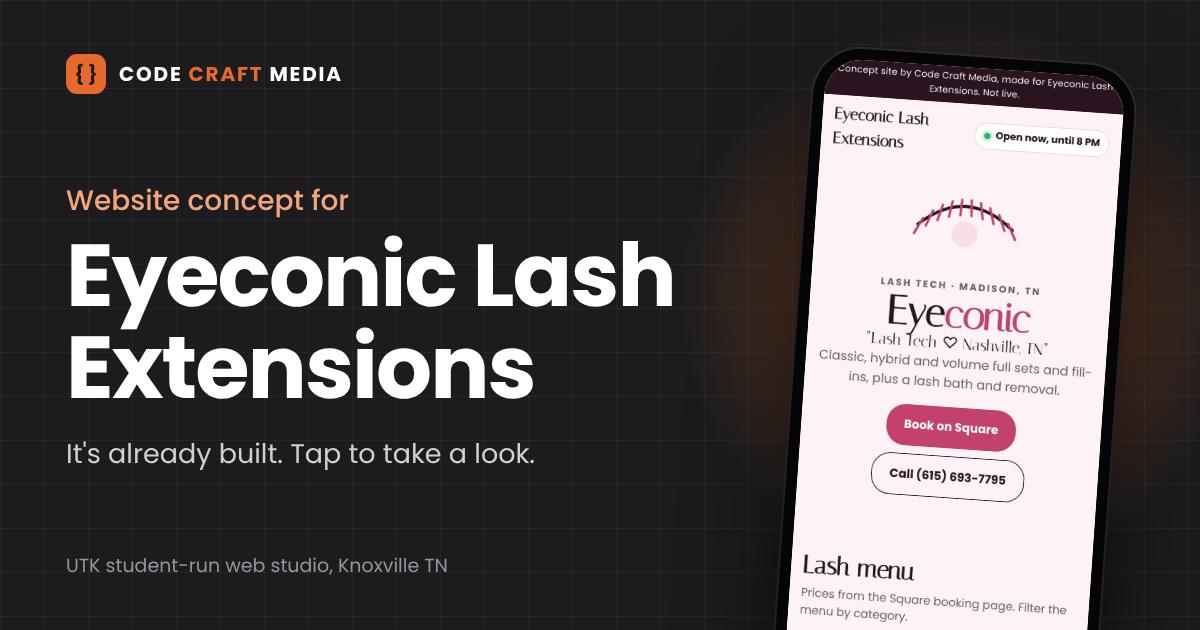 { } CODE CRAFT MEDIA
Website concept for
Eyeconic Lash
Extensions
It's already built. Tap to take a look.
UTK student-run web studio, Knoxville TN
Concept site by Code Craft Media, made for Eyeconic Lash
Extensions. Not live.
Eyeconic Lash
Extensions
Open now, until 8 PM
LASH TECH · MADISON, TN
Eyeconic
"Lash Tech ♡ Nashville, TN"
Classic, hybrid and volume full sets and fill-
ins, plus a lash bath and removal.
Book on Square
Call (615) 693-7795
Lash menu
Prices from the Square booking page. Filter the
menu by category.